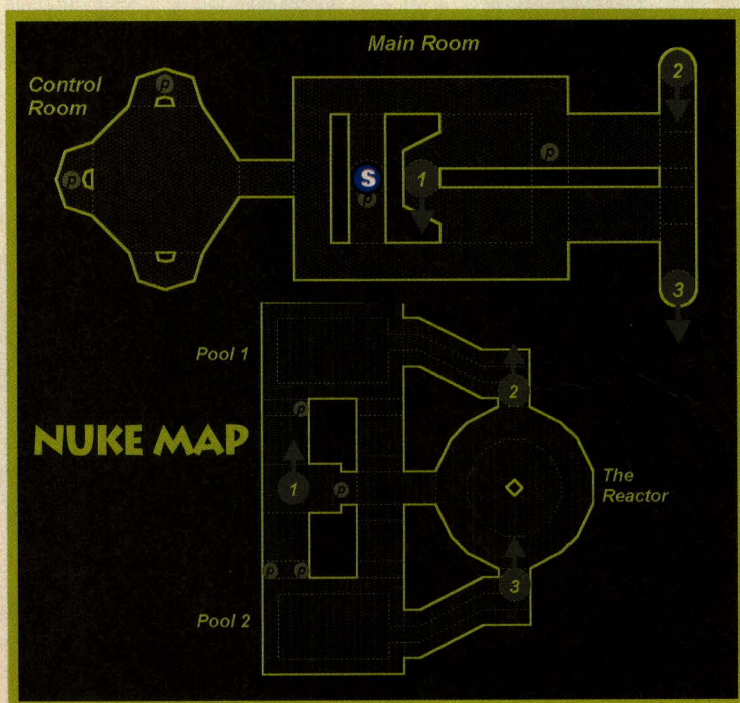 Main Room
Control
Room
2
p
p
p
S
1
p
3
Pool 1
2
p
NUKE MAP
1
p
The
Reactor
p
p
3
Pool 2